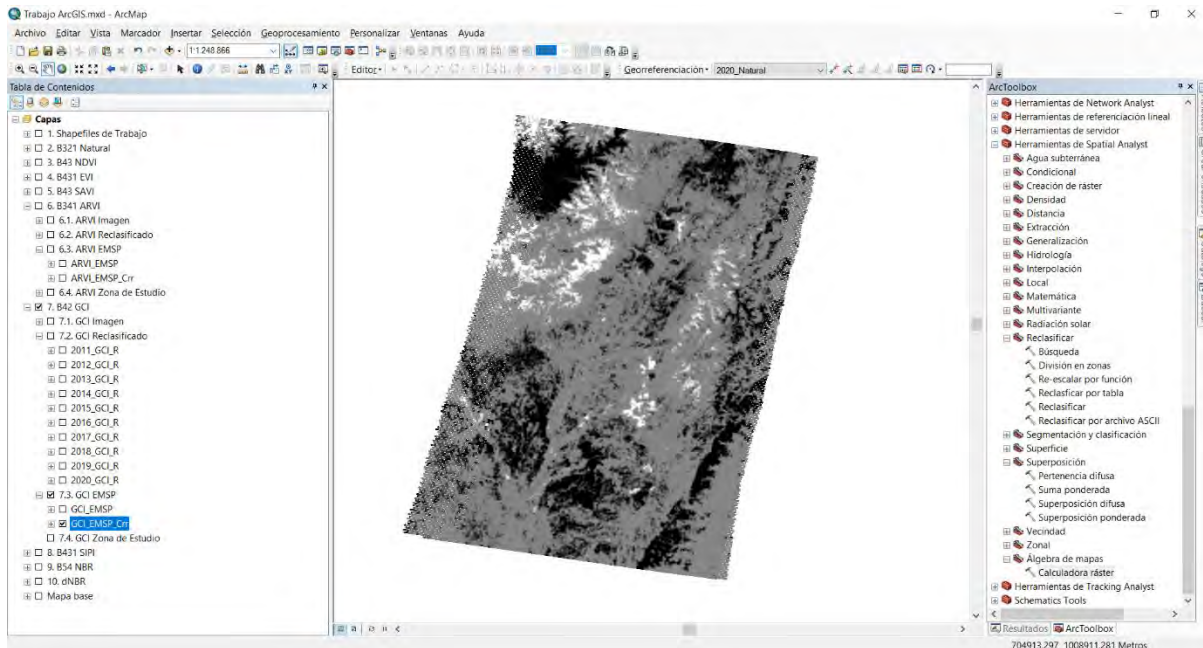 Trabajo ArcGIS.mxd - ArcMap
Archivo Editar Vista Marcador Insertar Selección Geoprocesamiento Personalizar Ventanas Ayuda
1:1.248.866
Editor Georreferenciación 2020_Natural
Tabla de Contenidos
Capas
1. Shapefiles de Trabajo
2. B321 Natural
3. B43 NDVI
4. B431 EVI
5. B43 SAVI
6. B341 ARVI
6.1. ARVI Imagen
6.2. ARVI Reclasificado
6.3. ARVI EMSP
ARVI_EMSP
ARVI_EMSP_Crr
6.4. ARVI Zona de Estudio
7. B42 GCI
7.1. GCI Imagen
7.2. GCI Reclasificado
2011_GCI_R
2012_GCI_R
2013_GCI_R
2014_GCI_R
2015_GCI_R
2016_GCI_R
2017_GCI_R
2018_GCI_R
2019_GCI_R
2020_GCI_R
7.3. GCI EMSP
GCI_EMSP
GCI_EMSP_Crr
7.4. GCI Zona de Estudio
8. B431 SIPI
9. B54 NBR
10. dNBR
Mapa base
ArcToolbox
Herramientas de Network Analyst
Herramientas de referenciación lineal
Herramientas de servidor
Herramientas de Spatial Analyst
Agua subterránea
Condicional
Creación de ráster
Densidad
Distancia
Extracción
Generalización
Hidrología
Interpolación
Local
Matemática
Multivariante
Radiación solar
Reclasificar
Búsqueda
División en zonas
Re-escalar por función
Reclasficar por tabla
Reclasificar
Reclasificar por archivo ASCII
Segmentación y clasificación
Superficie
Superposición
Pertenencia difusa
Suma ponderada
Superposición difusa
Superposición ponderada
Vecindad
Zonal
Álgebra de mapas
Calculadora ráster
Herramientas de Tracking Analyst
Schematics Tools
Resultados ArcToolbox
704913,297 1008911,281 Metros